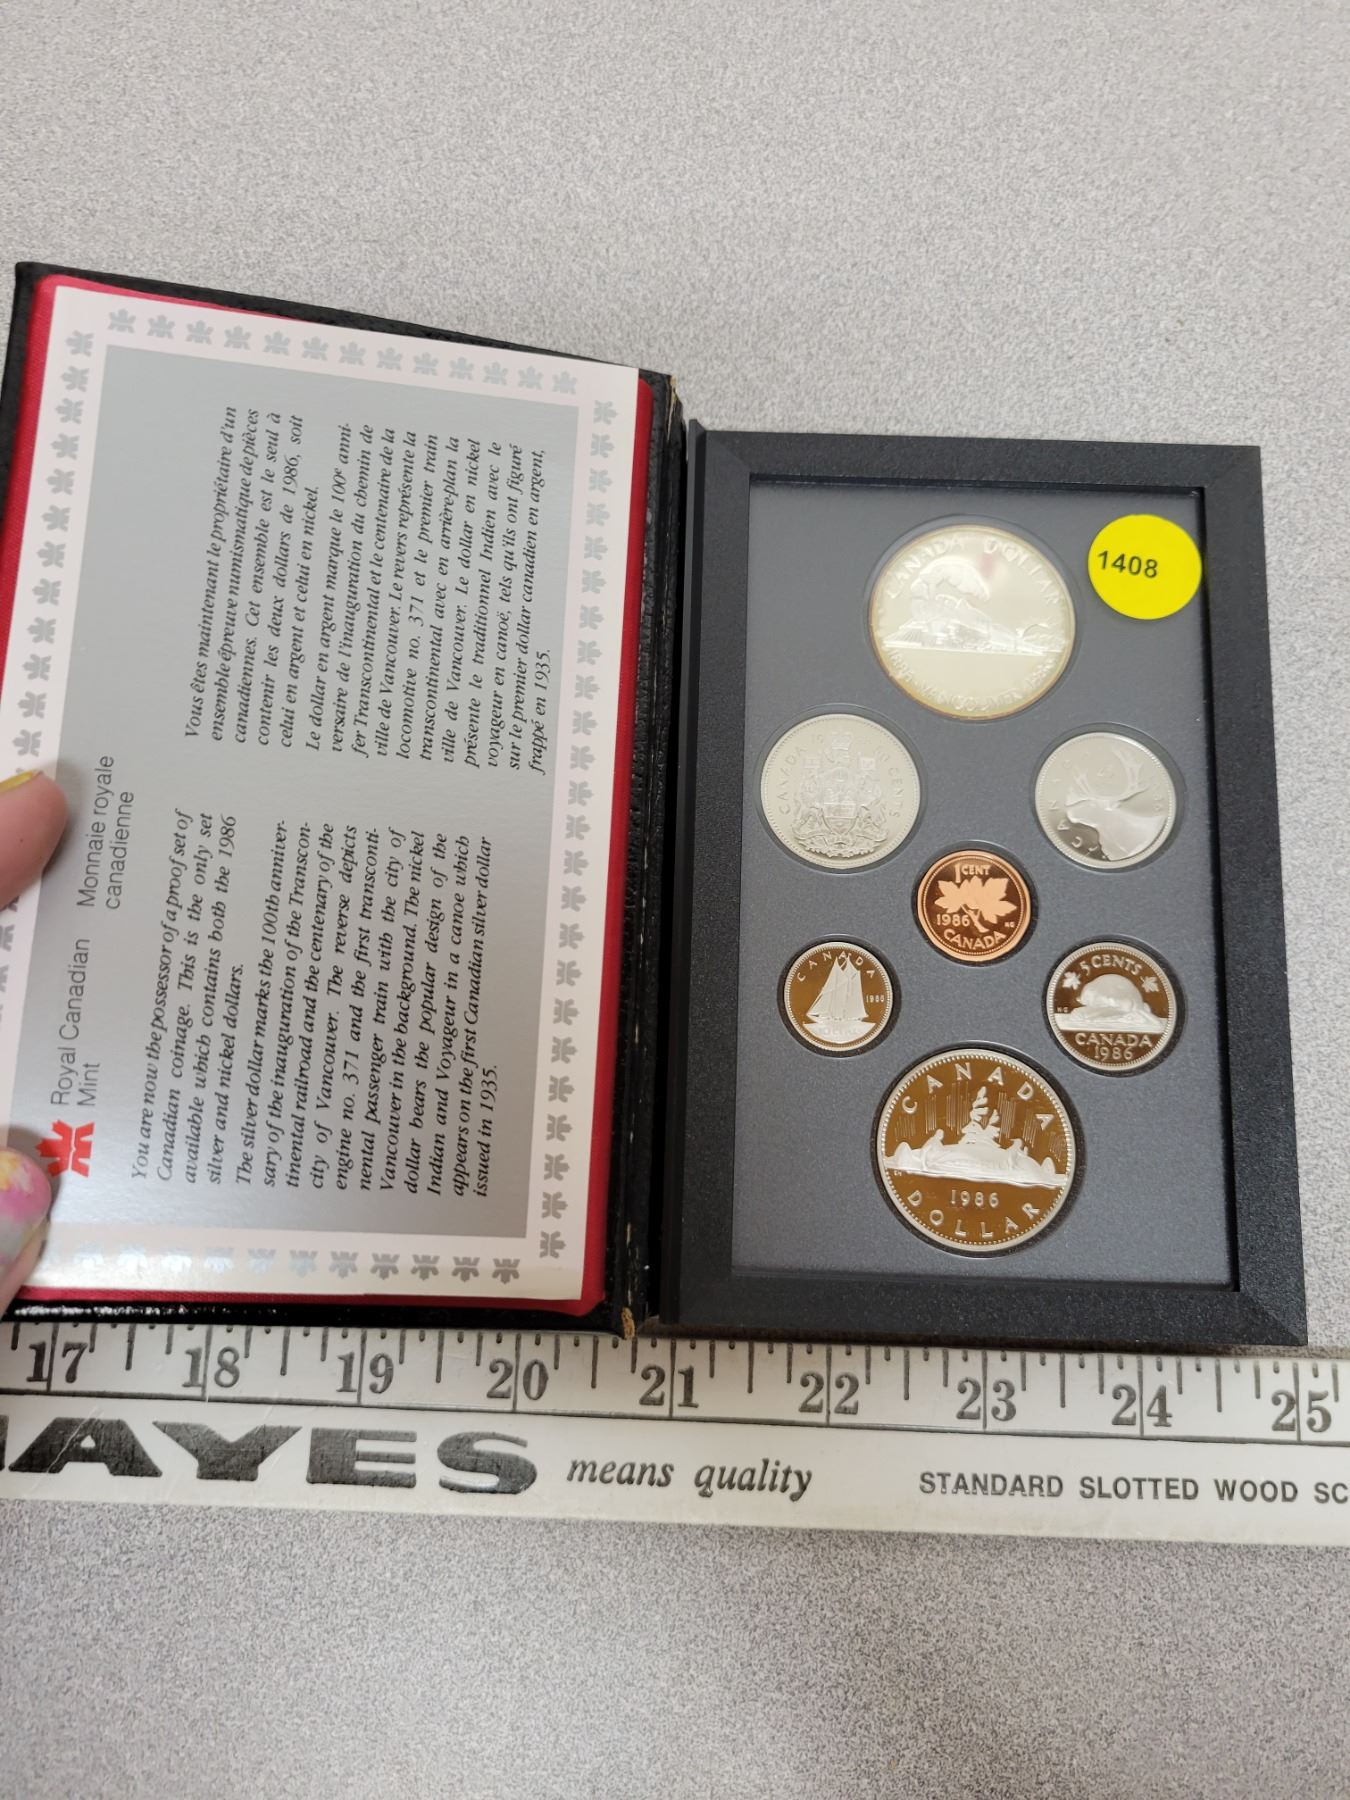 Royal Canadian
Mint
Monnaie royale
canadienne
You are now the possessor of a proof set of
Canadian coinage. This is the only set
available which contains both the 1986
silver and nickel dollars.
The silver dollar marks the 100th anniver-
sary of the inauguration of the Transcon-
tinental railroad and the centenary of the
city of Vancouver. The reverse depicts
engine no. 371 and the first transconti-
nental passenger train with the city of
Vancouver in the background. The nickel
dollar bears the popular design of the
Indian and Voyageur in a canoe which
appears on the first Canadian silver dollar
issued in 1935.
Vous êtes maintenant le propriétaire d'un
ensemble épreuve numismatique de pièces
canadiennes. Cet ensemble est le seul à
contenir les deux dollars de 1986, soit
celui en argent et celui en nickel.
Le dollar en argent marque le 100e anni-
versaire de l'inauguration du chemin de
fer Transcontinental et le centenaire de la
ville de Vancouver. Le revers représente la
locomotive no. 371 et le premier train
transcontinental avec en arrière-plan la
ville de Vancouver. Le dollar en nickel
présente le traditionnel Indien avec le
voyageur en canoë, tels qu'ils ont figuré
sur le premier dollar canadien en argent,
frappé en 1935.
1408
CANADA DOLLAR
VANCOUVER
CANADA
50 CENTS
1 CENT
1986
CANADA
CANADA
5 CENTS
CANADA
1986
CANADA
1986
DOLLAR
17 18 19 20 21 22 23 24 25
AYES means quality STANDARD SLOTTED WOOD SC